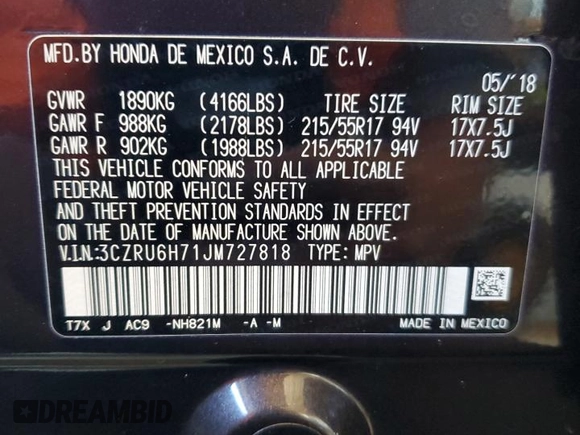 MFD.BY HONDA DE MEXICO S.A. DE C.V.
05/'18
GVWR 1890KG (4166LBS) TIRE SIZE RIM SIZE
GAWR F 988KG (2178LBS) 215/55R17 94V 17X7.5J
GAWR R 902KG (1988LBS) 215/55R17 94V 17X7.5J
THIS VEHICLE CONFORMS TO ALL APPLICABLE
FEDERAL MOTOR VEHICLE SAFETY
AND THEFT PREVENTION STANDARDS IN EFFECT
ON THE DATE OF MANUFACTURE SHOWN ABOVE.
V.I.N:3CZRU6H71JM727818 TYPE: MPV
T7X J AC9 -NH821M -A -M MADE IN MEXICO
DREAMBID